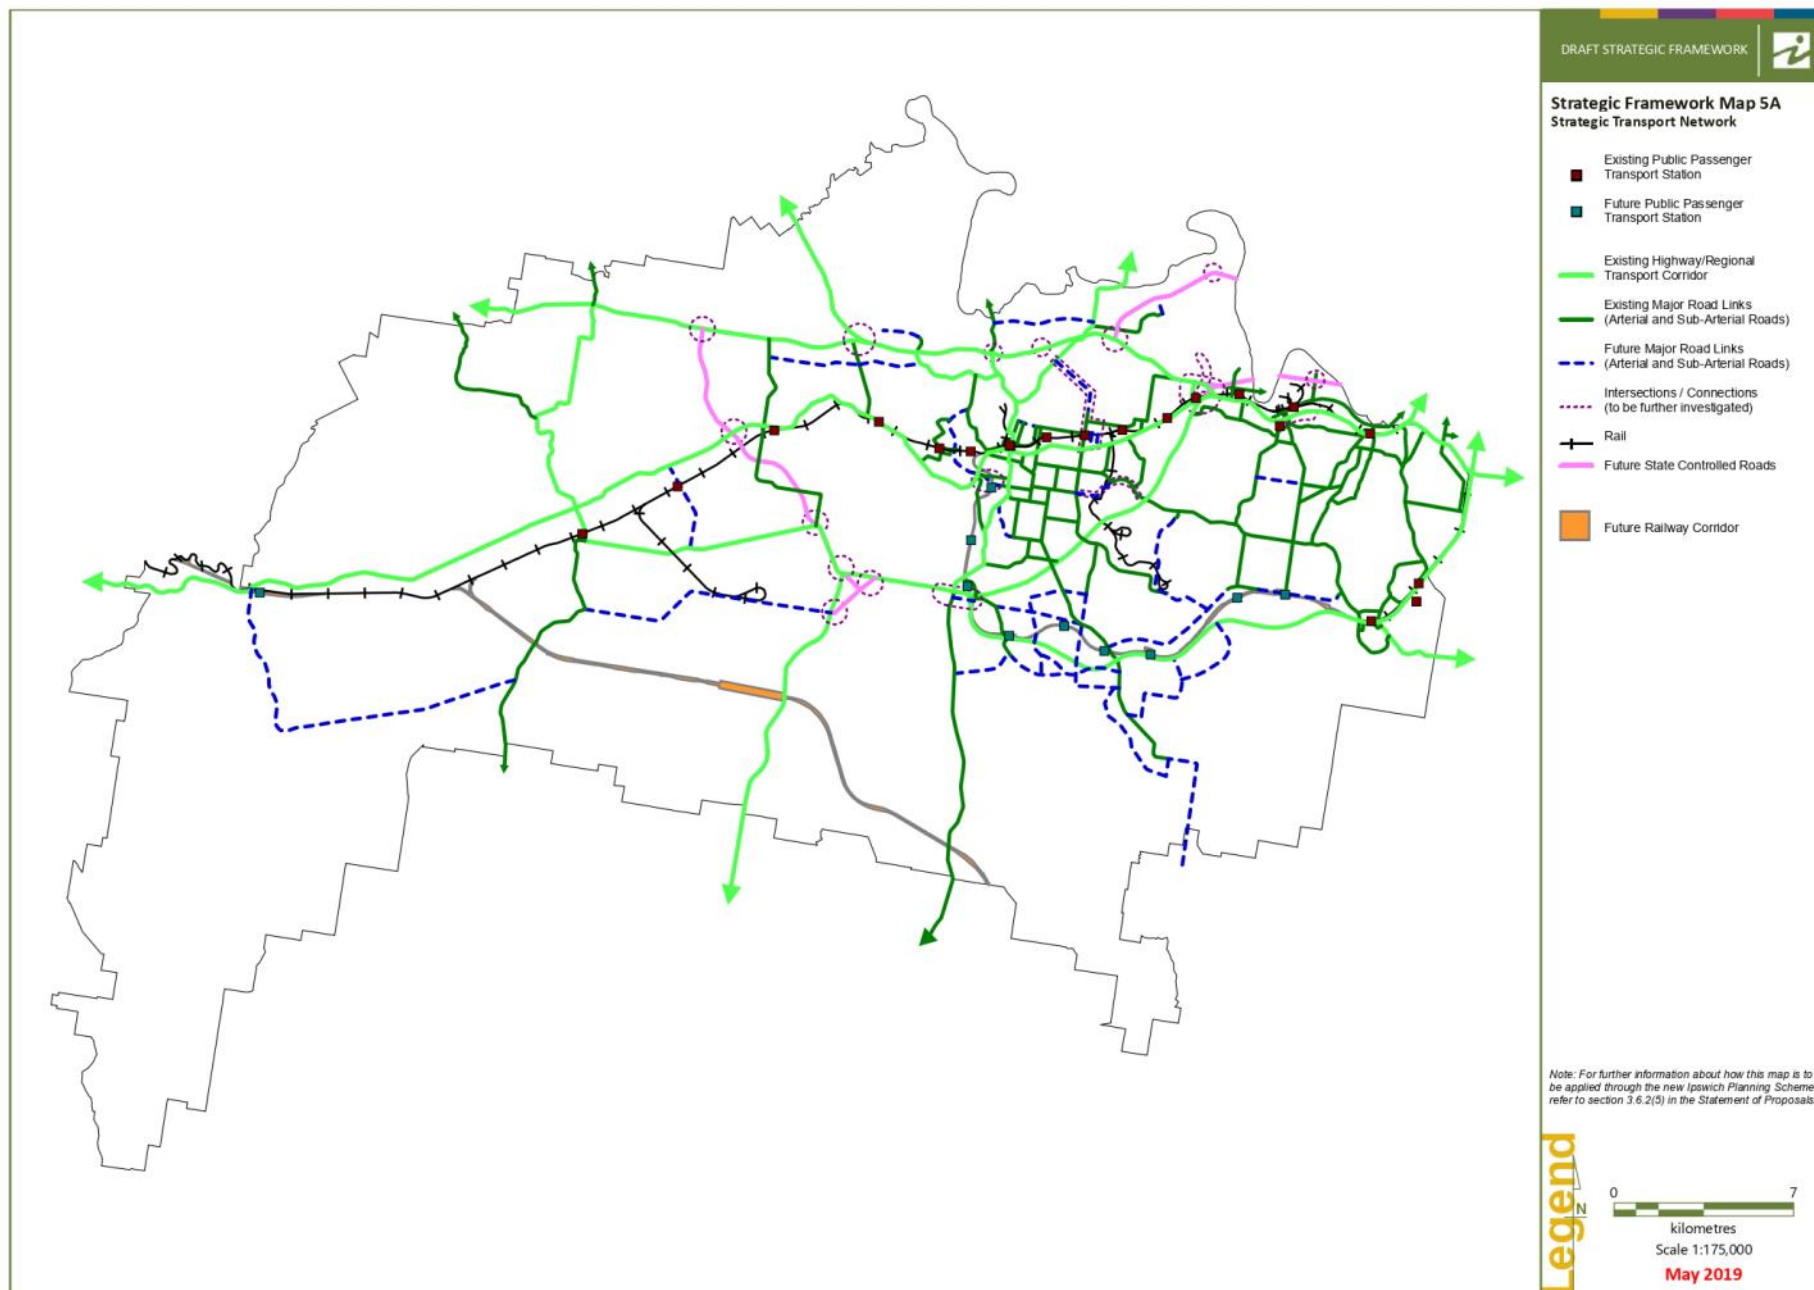 DRAFT STRATEGIC FRAMEWORK
Strategic Framework Map 5A
Strategic Transport Network
Existing Public Passenger
Transport Station
Future Public Passenger
Transport Station
Existing Highway/Regional
Transport Corridor
Existing Major Road Links
(Arterial and Sub-Arterial Roads)
Future Major Road Links
(Arterial and Sub-Arterial Roads)
Intersections / Connections
(to be further investigated)
Rail
Future State Controlled Roads
Future Railway Corridor
Note: For further information about how this map is to
be applied through the new Ipswich Planning Scheme
refer to section 3.6.2(5) in the Statement of Proposals
Legend
N
0 7
kilometres
Scale 1:175,000
May 2019